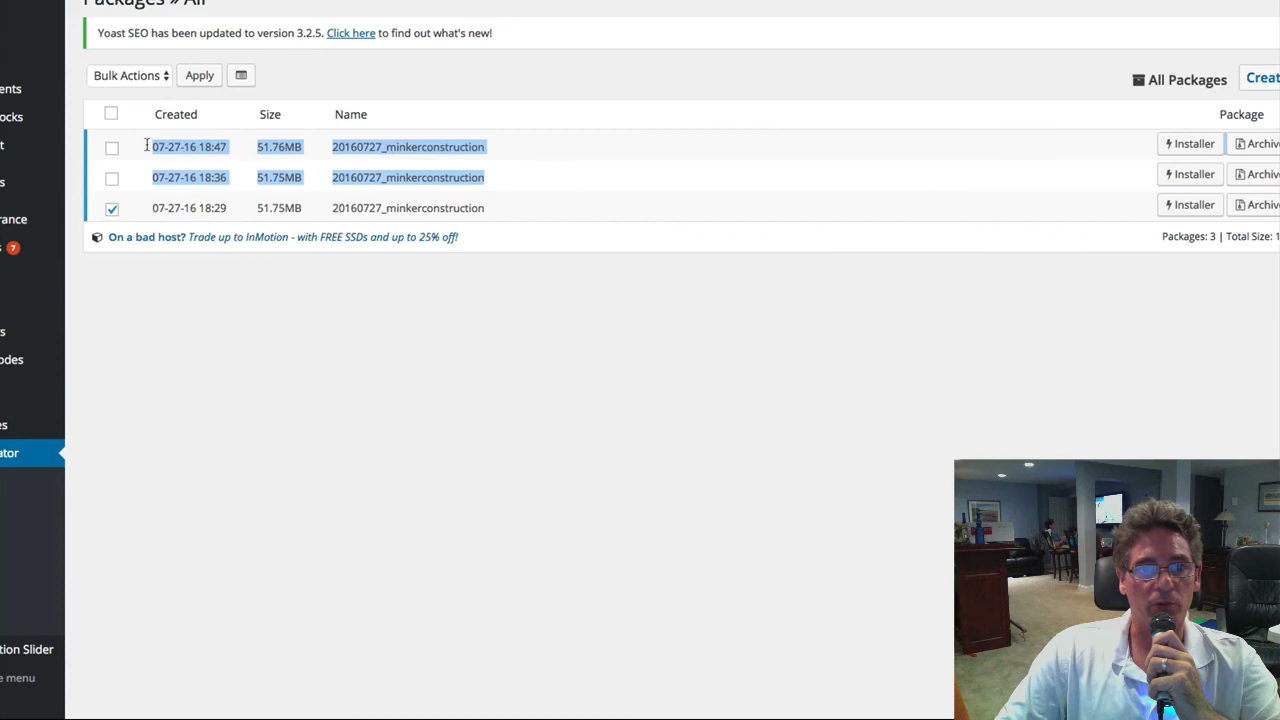 Packages » All
Yoast SEO has been updated to version 3.2.5. Click here to find out what's new!
Bulk Actions Apply
All Packages Creat
Created Size Name Package
07-27-16 18:47 51.76MB 20160727_minkerconstruction Installer Archiv
07-27-16 18:36 51.75MB 20160727_minkerconstruction Installer Archiv
07-27-16 18:29 51.75MB 20160727_minkerconstruction Installer Archiv
On a bad host? Trade up to InMotion - with FREE SSDs and up to 25% off! Packages: 3 | Total Size: 1
ents
ocks
t
s
rance
s 7
s
odes
es
ator
tion Slider
e menu